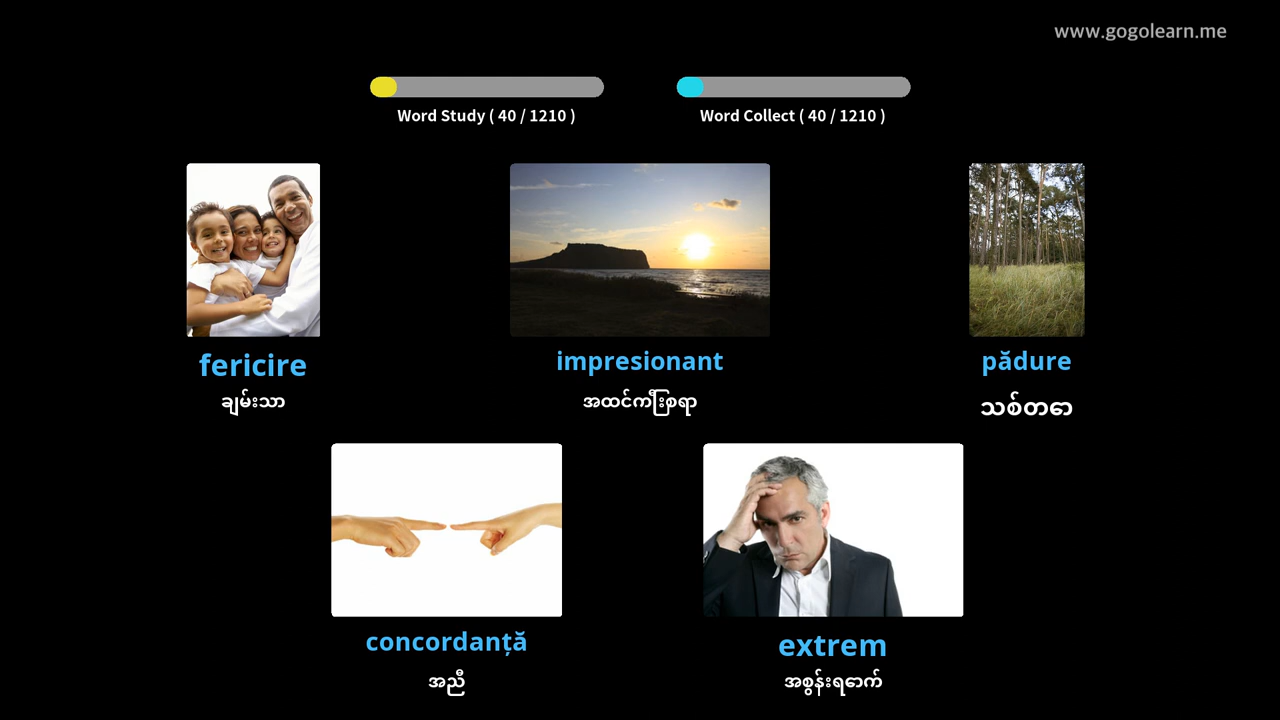 www.gogolearn.me
Word Study ( 40 / 1210 )
Word Collect ( 40 / 1210 )
fericire
impresionant
pădure
ချမ်းသာ
အထင်ကြီးစရာ
သစ်တော
concordanță
extrem
အညီ
အစွန်းရောက်